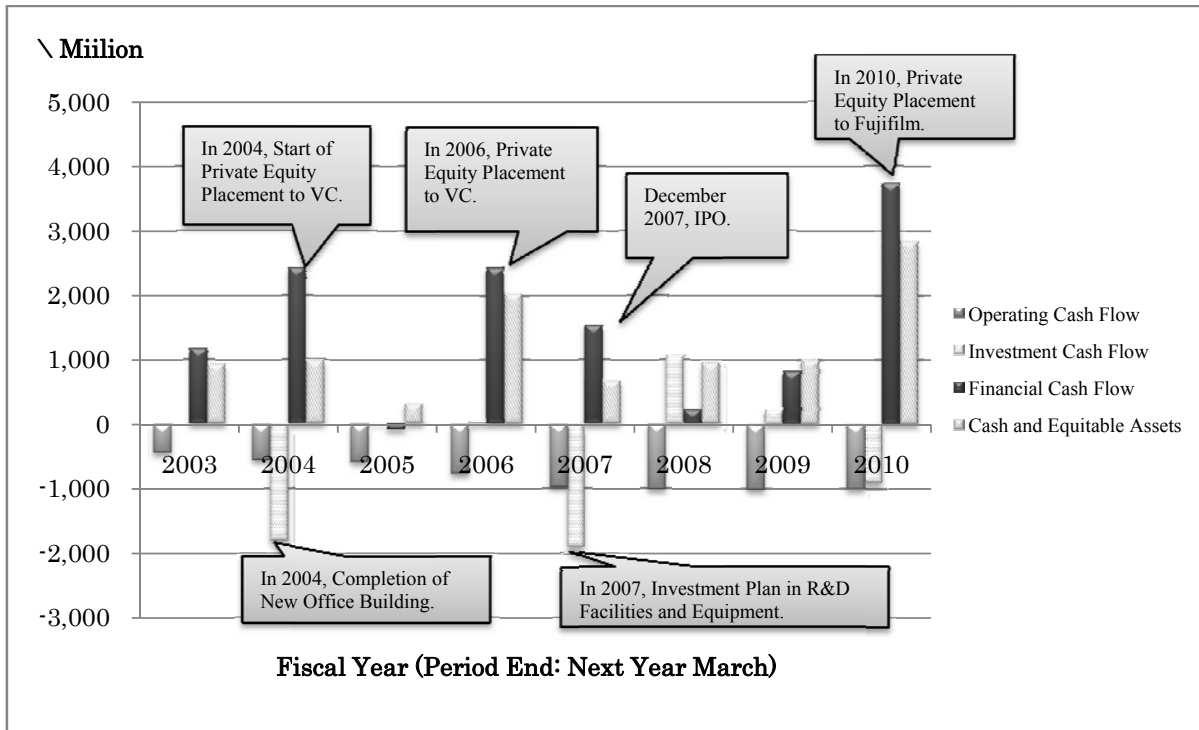 \ Miilion
5,000
4,000
3,000
2,000
1,000
0
-1,000
-2,000
-3,000
In 2004, Start of
Private Equity
Placement to VC.
In 2006, Private
Equity Placement
to VC.
December
2007, IPO.
In 2010, Private
Equity Placement
to Fujifilm.
2003 2004 2005 2006 2007 2008 2009 2010
In 2004, Completion of
New Office Building.
In 2007, Investment Plan in R&D
Facilities and Equipment.
Operating Cash Flow
Investment Cash Flow
Financial Cash Flow
Cash and Equitable Assets
Fiscal Year (Period End: Next Year March)